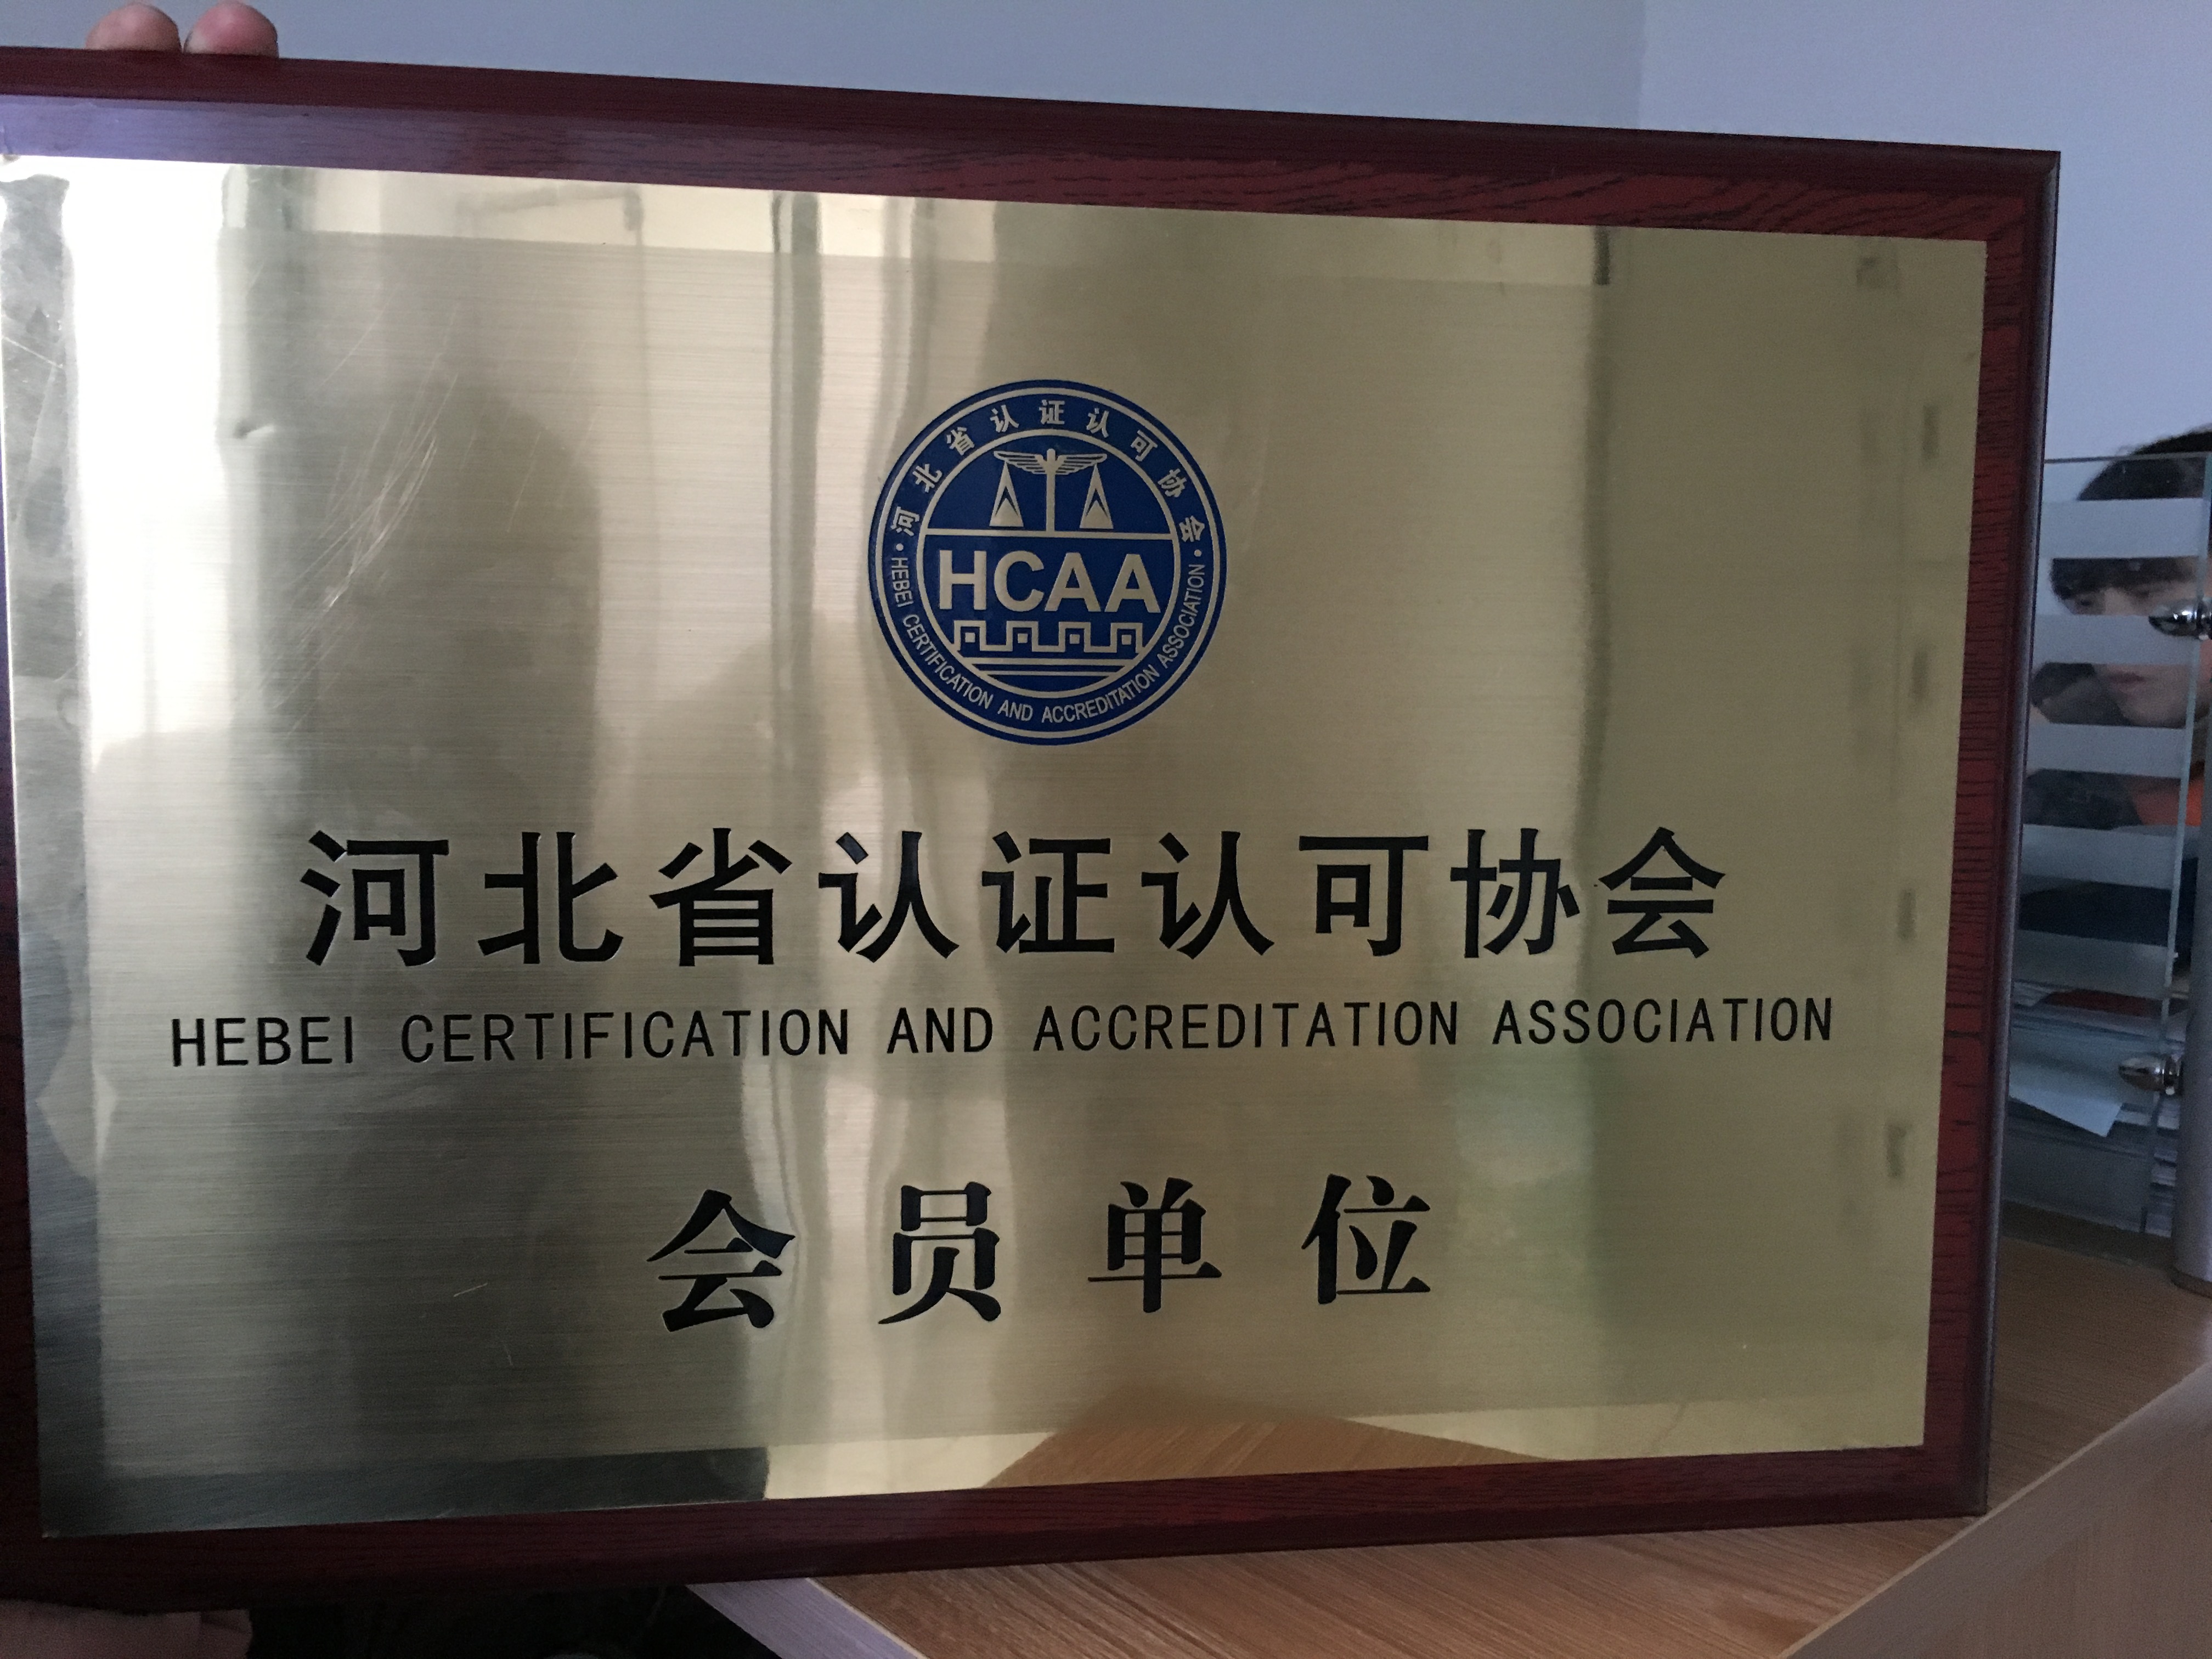 ·河北省认证认可协会·
HCAA
HEBEI CERTIFICATION AND ACCREDITATION ASSOCIATION
河北省认证认可协会
HEBEI CERTIFICATION AND ACCREDITATION ASSOCIATION
会员单位